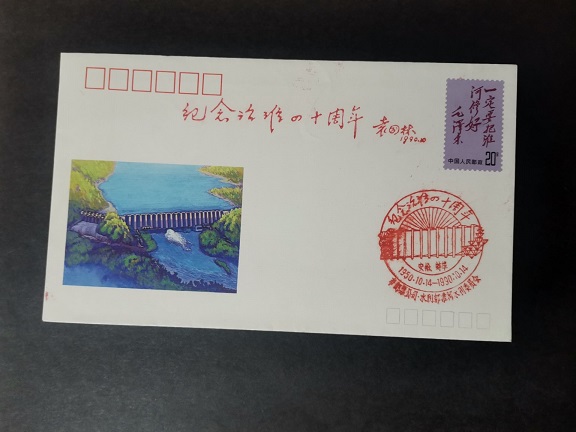 纪念治淮四十周年 袁国林
1990.10
一定要把淮
河修好
毛泽东
中国人民邮政 20分
纪念治淮四十周年
安徽 蚌埠
1950·10·14—1990·10·14